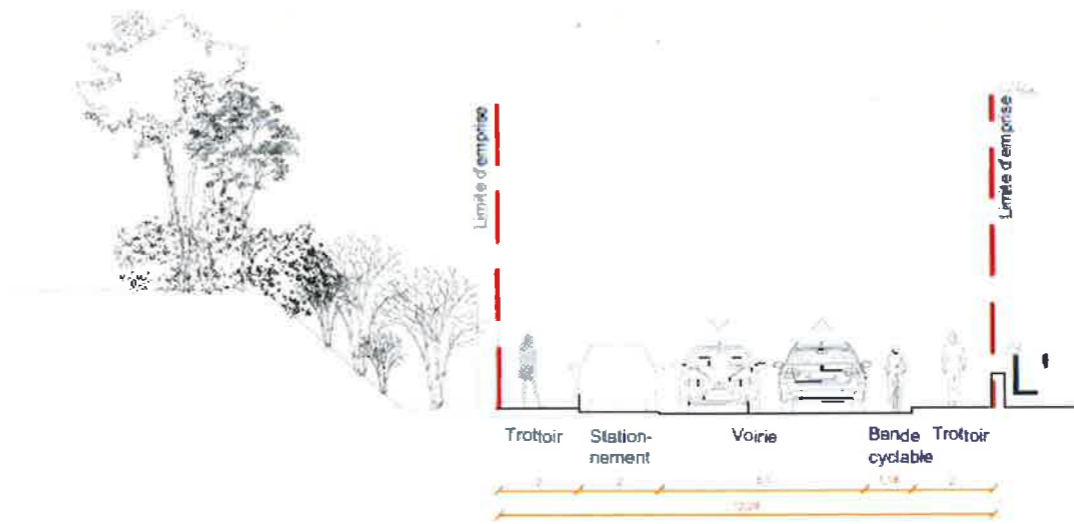 Limite d'emprise
Limite d'emprise
Trottoir
Station-
nement
Voirie
Bande
cyclable
Trottoir
2
2
2